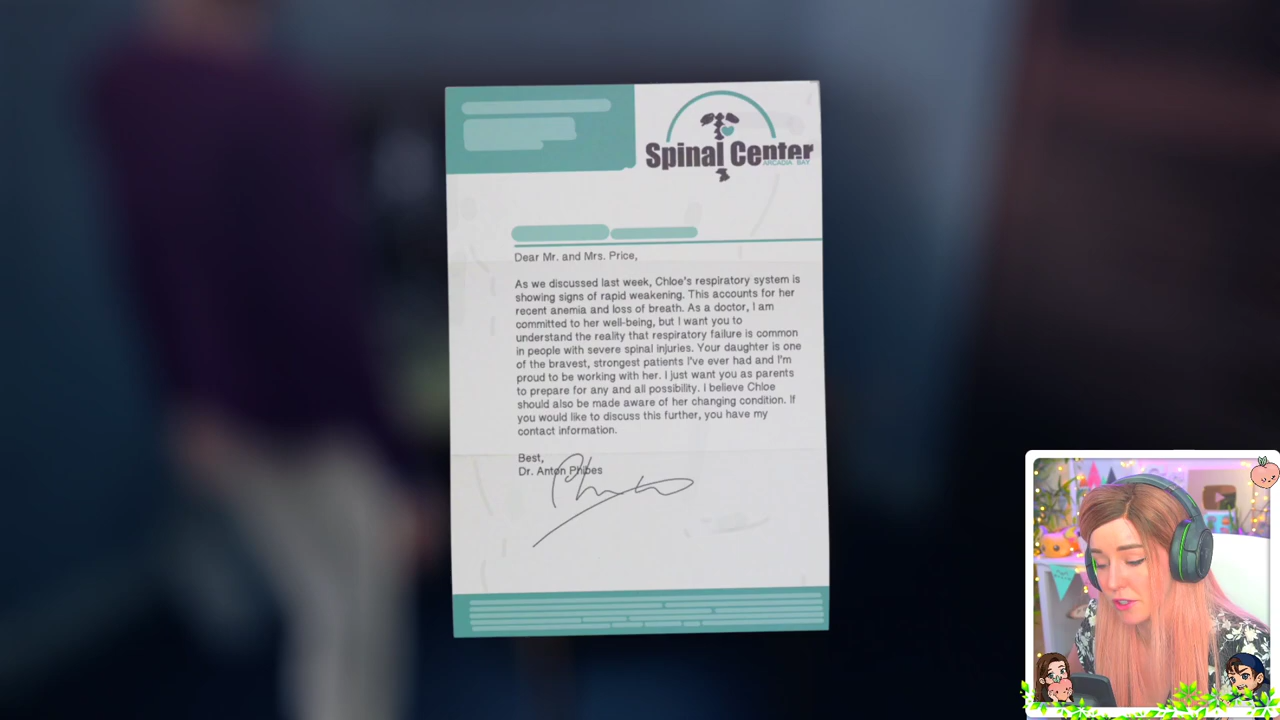 Spinal Center
ARCADIA BAY
Dear Mr. and Mrs. Price,
As we discussed last week, Chloe's respiratory system is
showing signs of rapid weakening. This accounts for her
recent anemia and loss of breath. As a doctor, I am
committed to her well-being, but I want you to
understand the reality that respiratory failure is common
in people with severe spinal injuries. Your daughter is one
of the bravest, strongest patients I've ever had and I'm
proud to be working with her. I just want you as parents
to prepare for any and all possibility. I believe Chloe
should also be made aware of her changing condition. If
you would like to discuss this further, you have my
contact information.
Best,
Dr. Anton Phibes